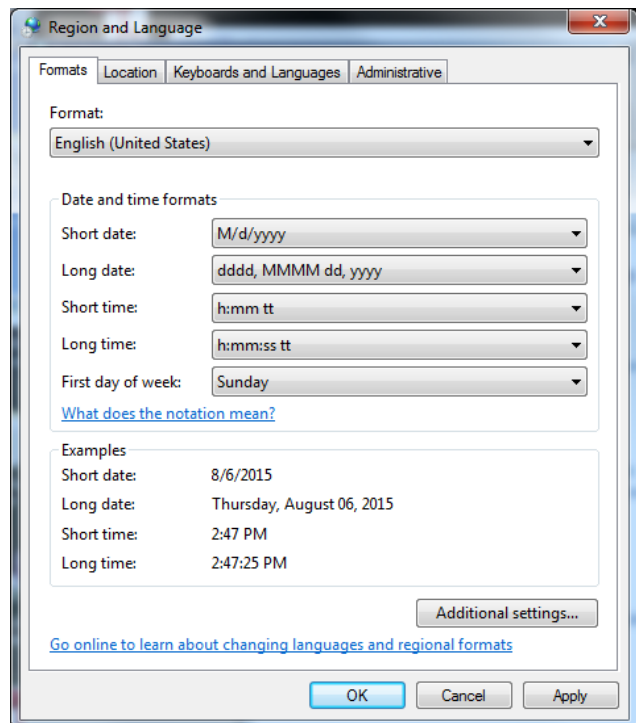 Region and Language
Formats Location Keyboards and Languages Administrative
Format:
English (United States)
Date and time formats
Short date: M/d/yyyy
Long date: dddd, MMMM dd, yyyy
Short time: h:mm tt
Long time: h:mm:ss tt
First day of week: Sunday
What does the notation mean?
Examples
Short date: 8/6/2015
Long date: Thursday, August 06, 2015
Short time: 2:47 PM
Long time: 2:47:25 PM
Additional settings...
Go online to learn about changing languages and regional formats
OK Cancel Apply